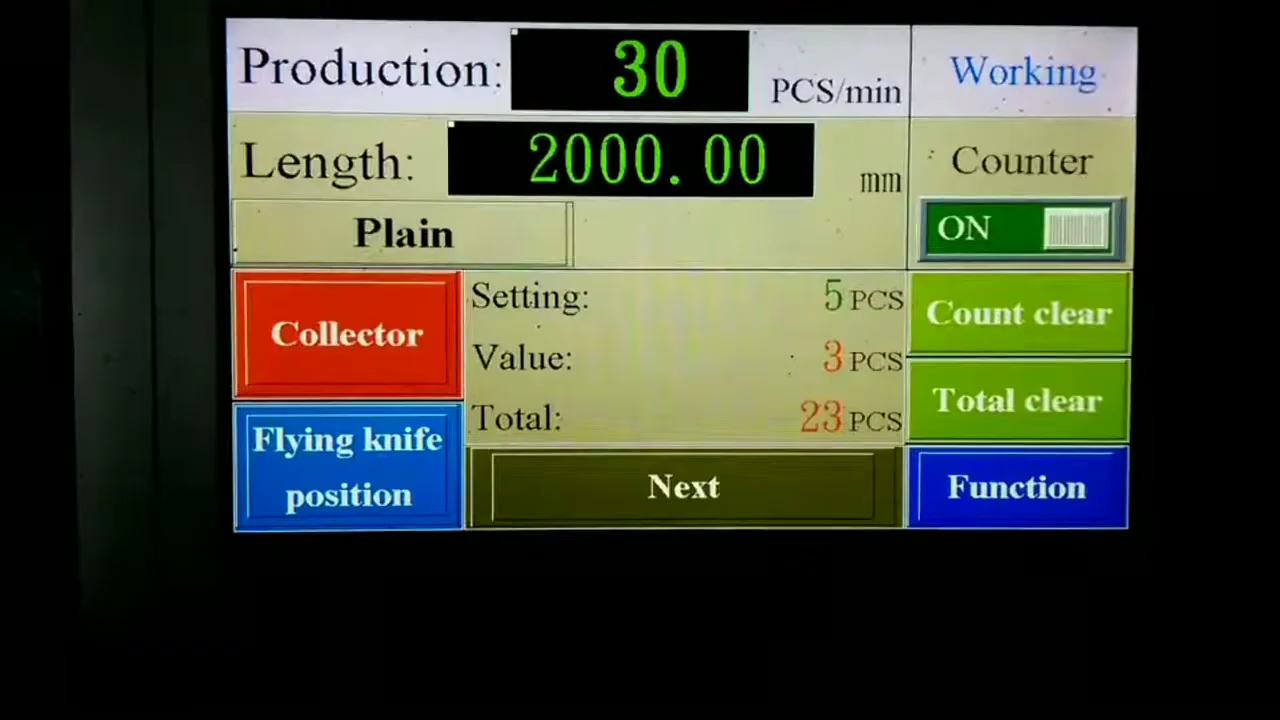 Production: 30 PCS/min
Working
Length: 2000.00 mm
Counter
Plain
ON
Collector
Setting: 5 PCS
Count clear
Value: 3 PCS
Total clear
Total: 23 PCS
Flying knife
position
Next
Function